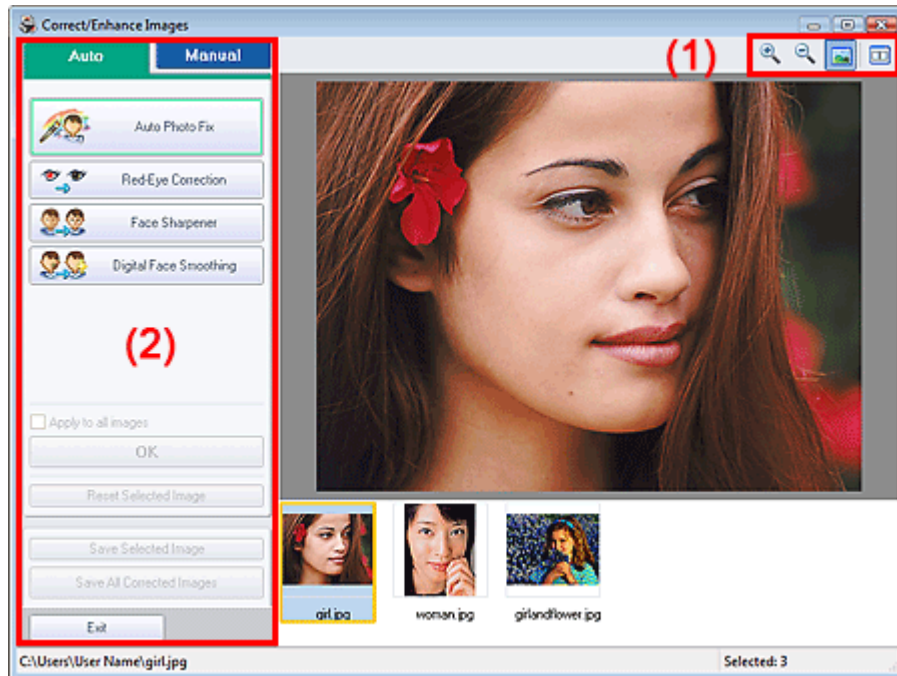 Correct/Enhance Images
Auto
Manual
(1)
Auto Photo Fix
Red-Eye Correction
Face Sharpener
Digital Face Smoothing
(2)
Apply to all images
OK
Reset Selected Image
Save Selected Image
Save All Corrected Images
Exit
girl.jpg
woman.jpg
girlandflower.jpg
C:\Users\User Name\girl.jpg
Selected: 3